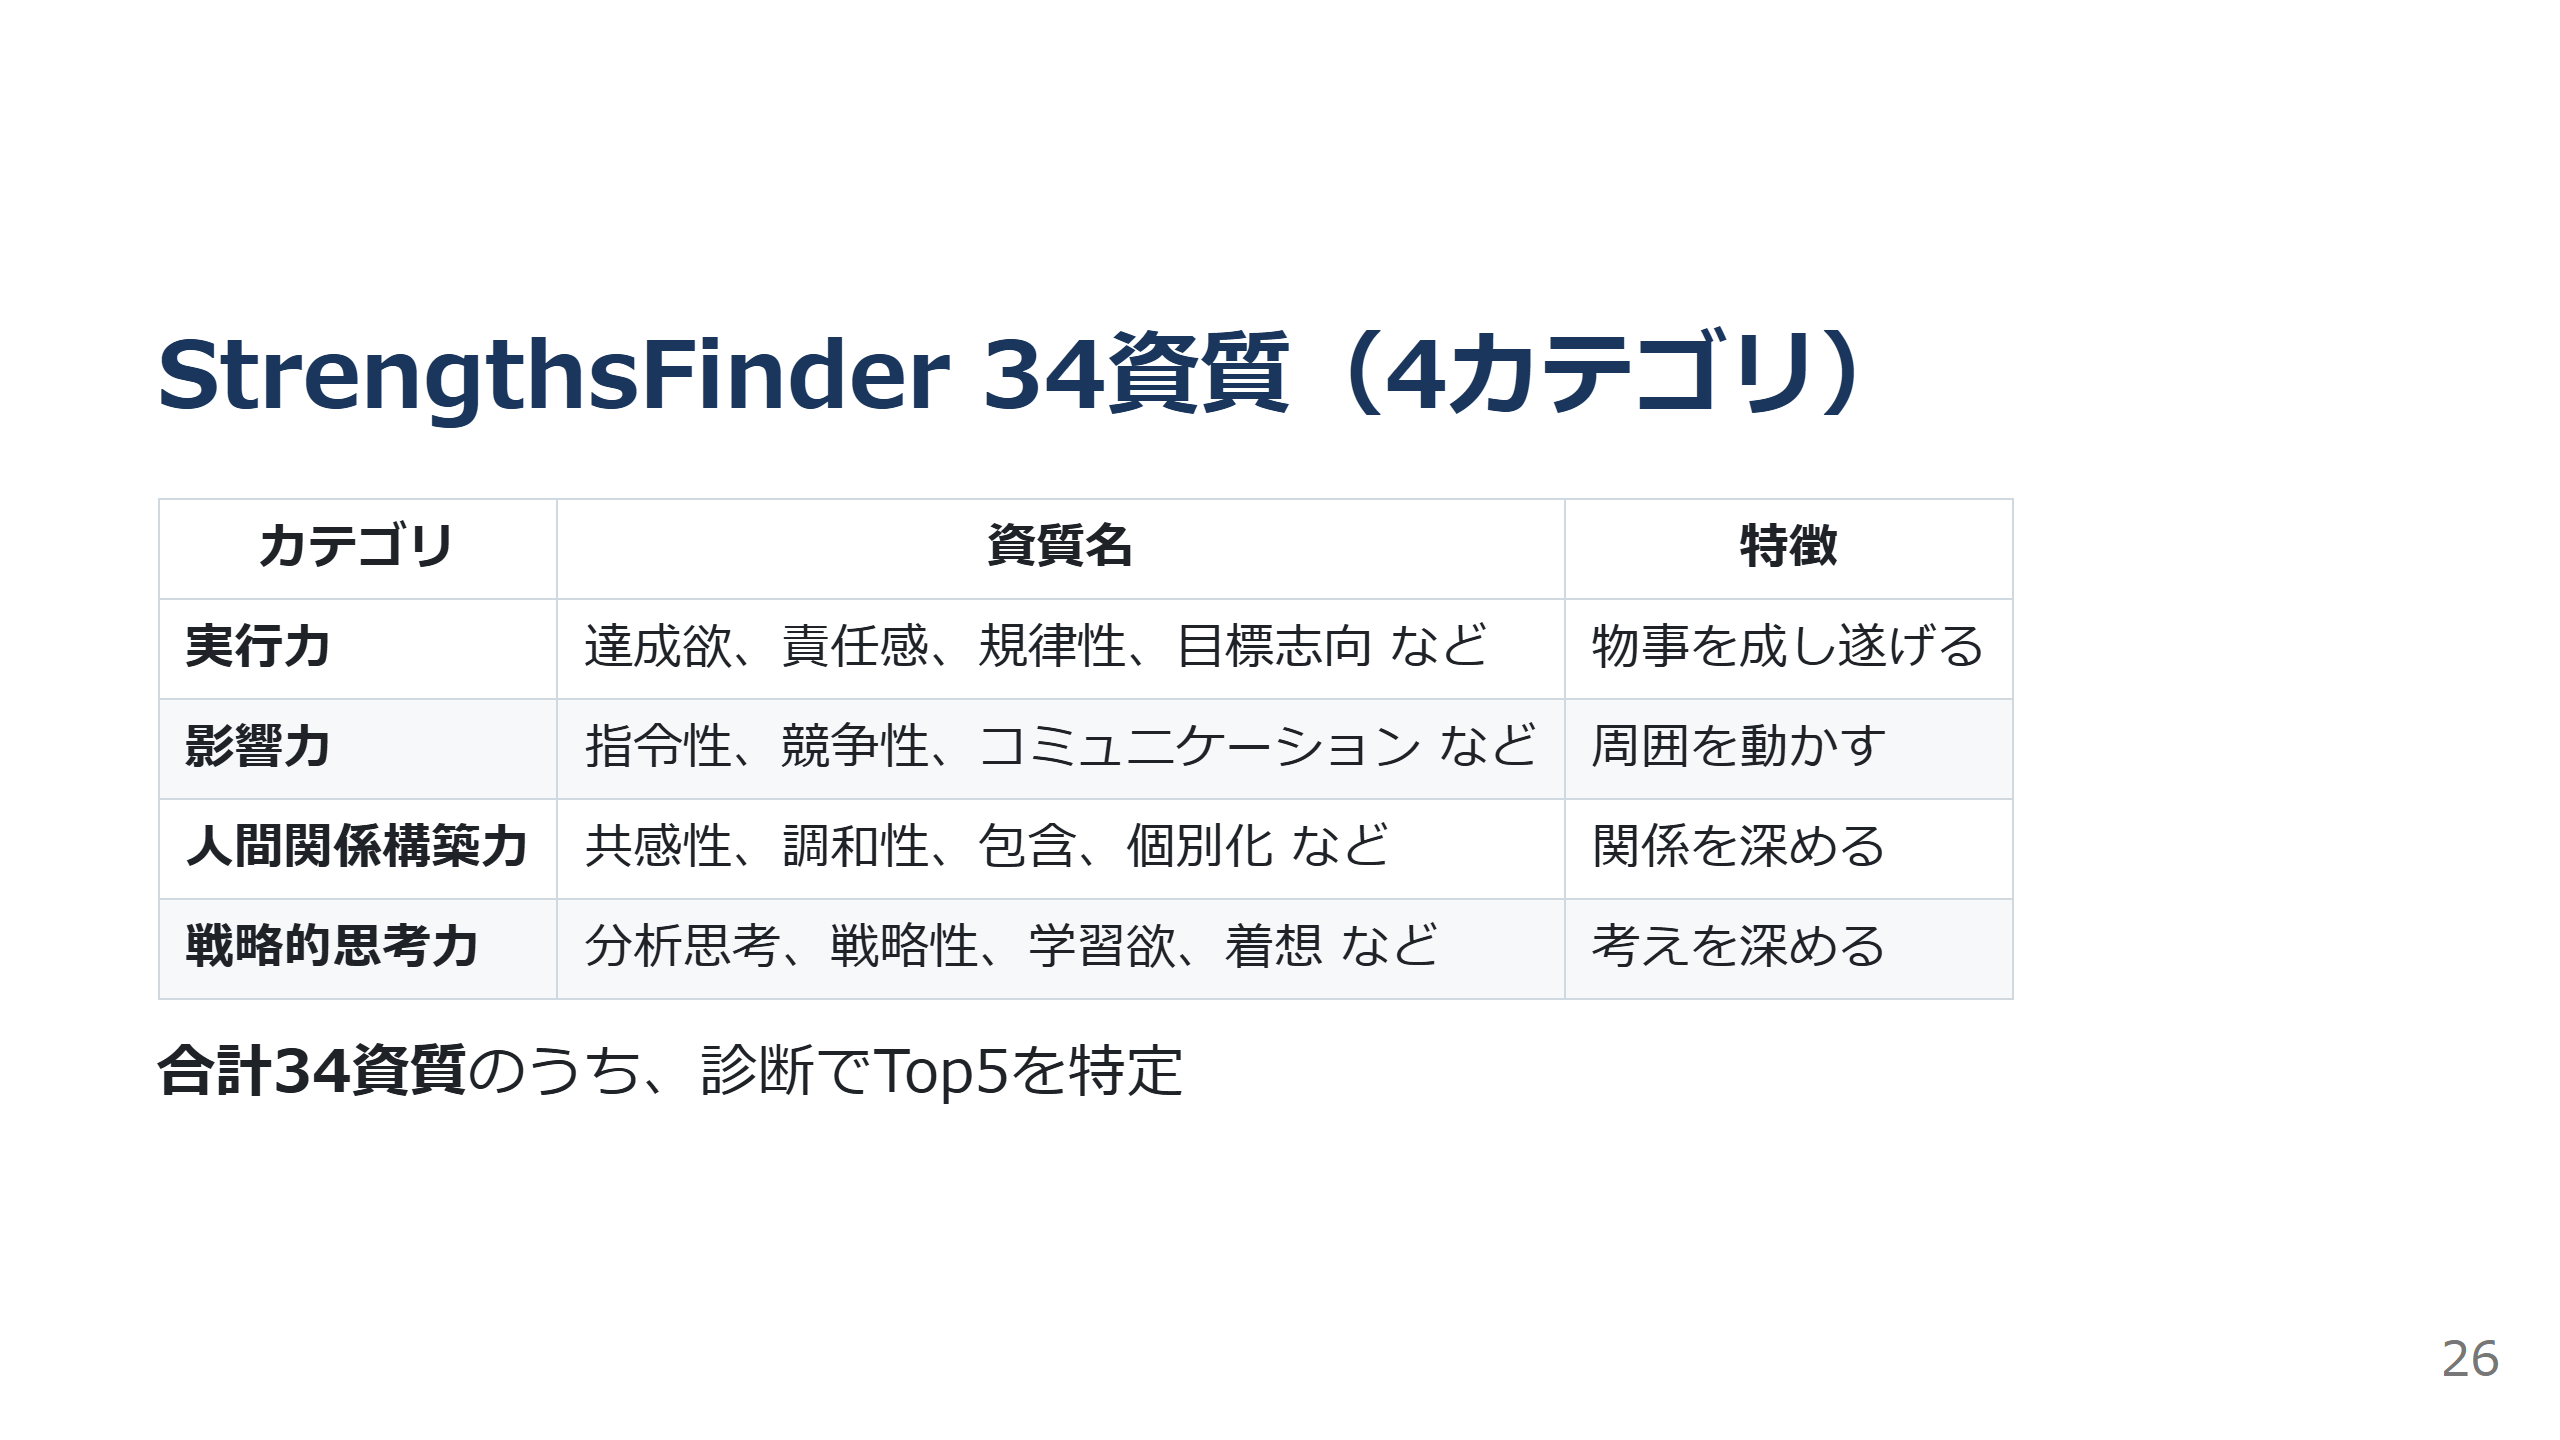 StrengthsFinder 34資質（4カテゴリ）
カテゴリ 資質名 特徴
実行力 達成欲、責任感、規律性、目標志向 など 物事を成し遂げる
影響力 指令性、競争性、コミュニケーション など 周囲を動かす
人間関係構築力 共感性、調和性、包含、個別化 など 関係を深める
戦略的思考力 分析思考、戦略性、学習欲、着想 など 考えを深める
合計34資質のうち、診断でTop5を特定
26